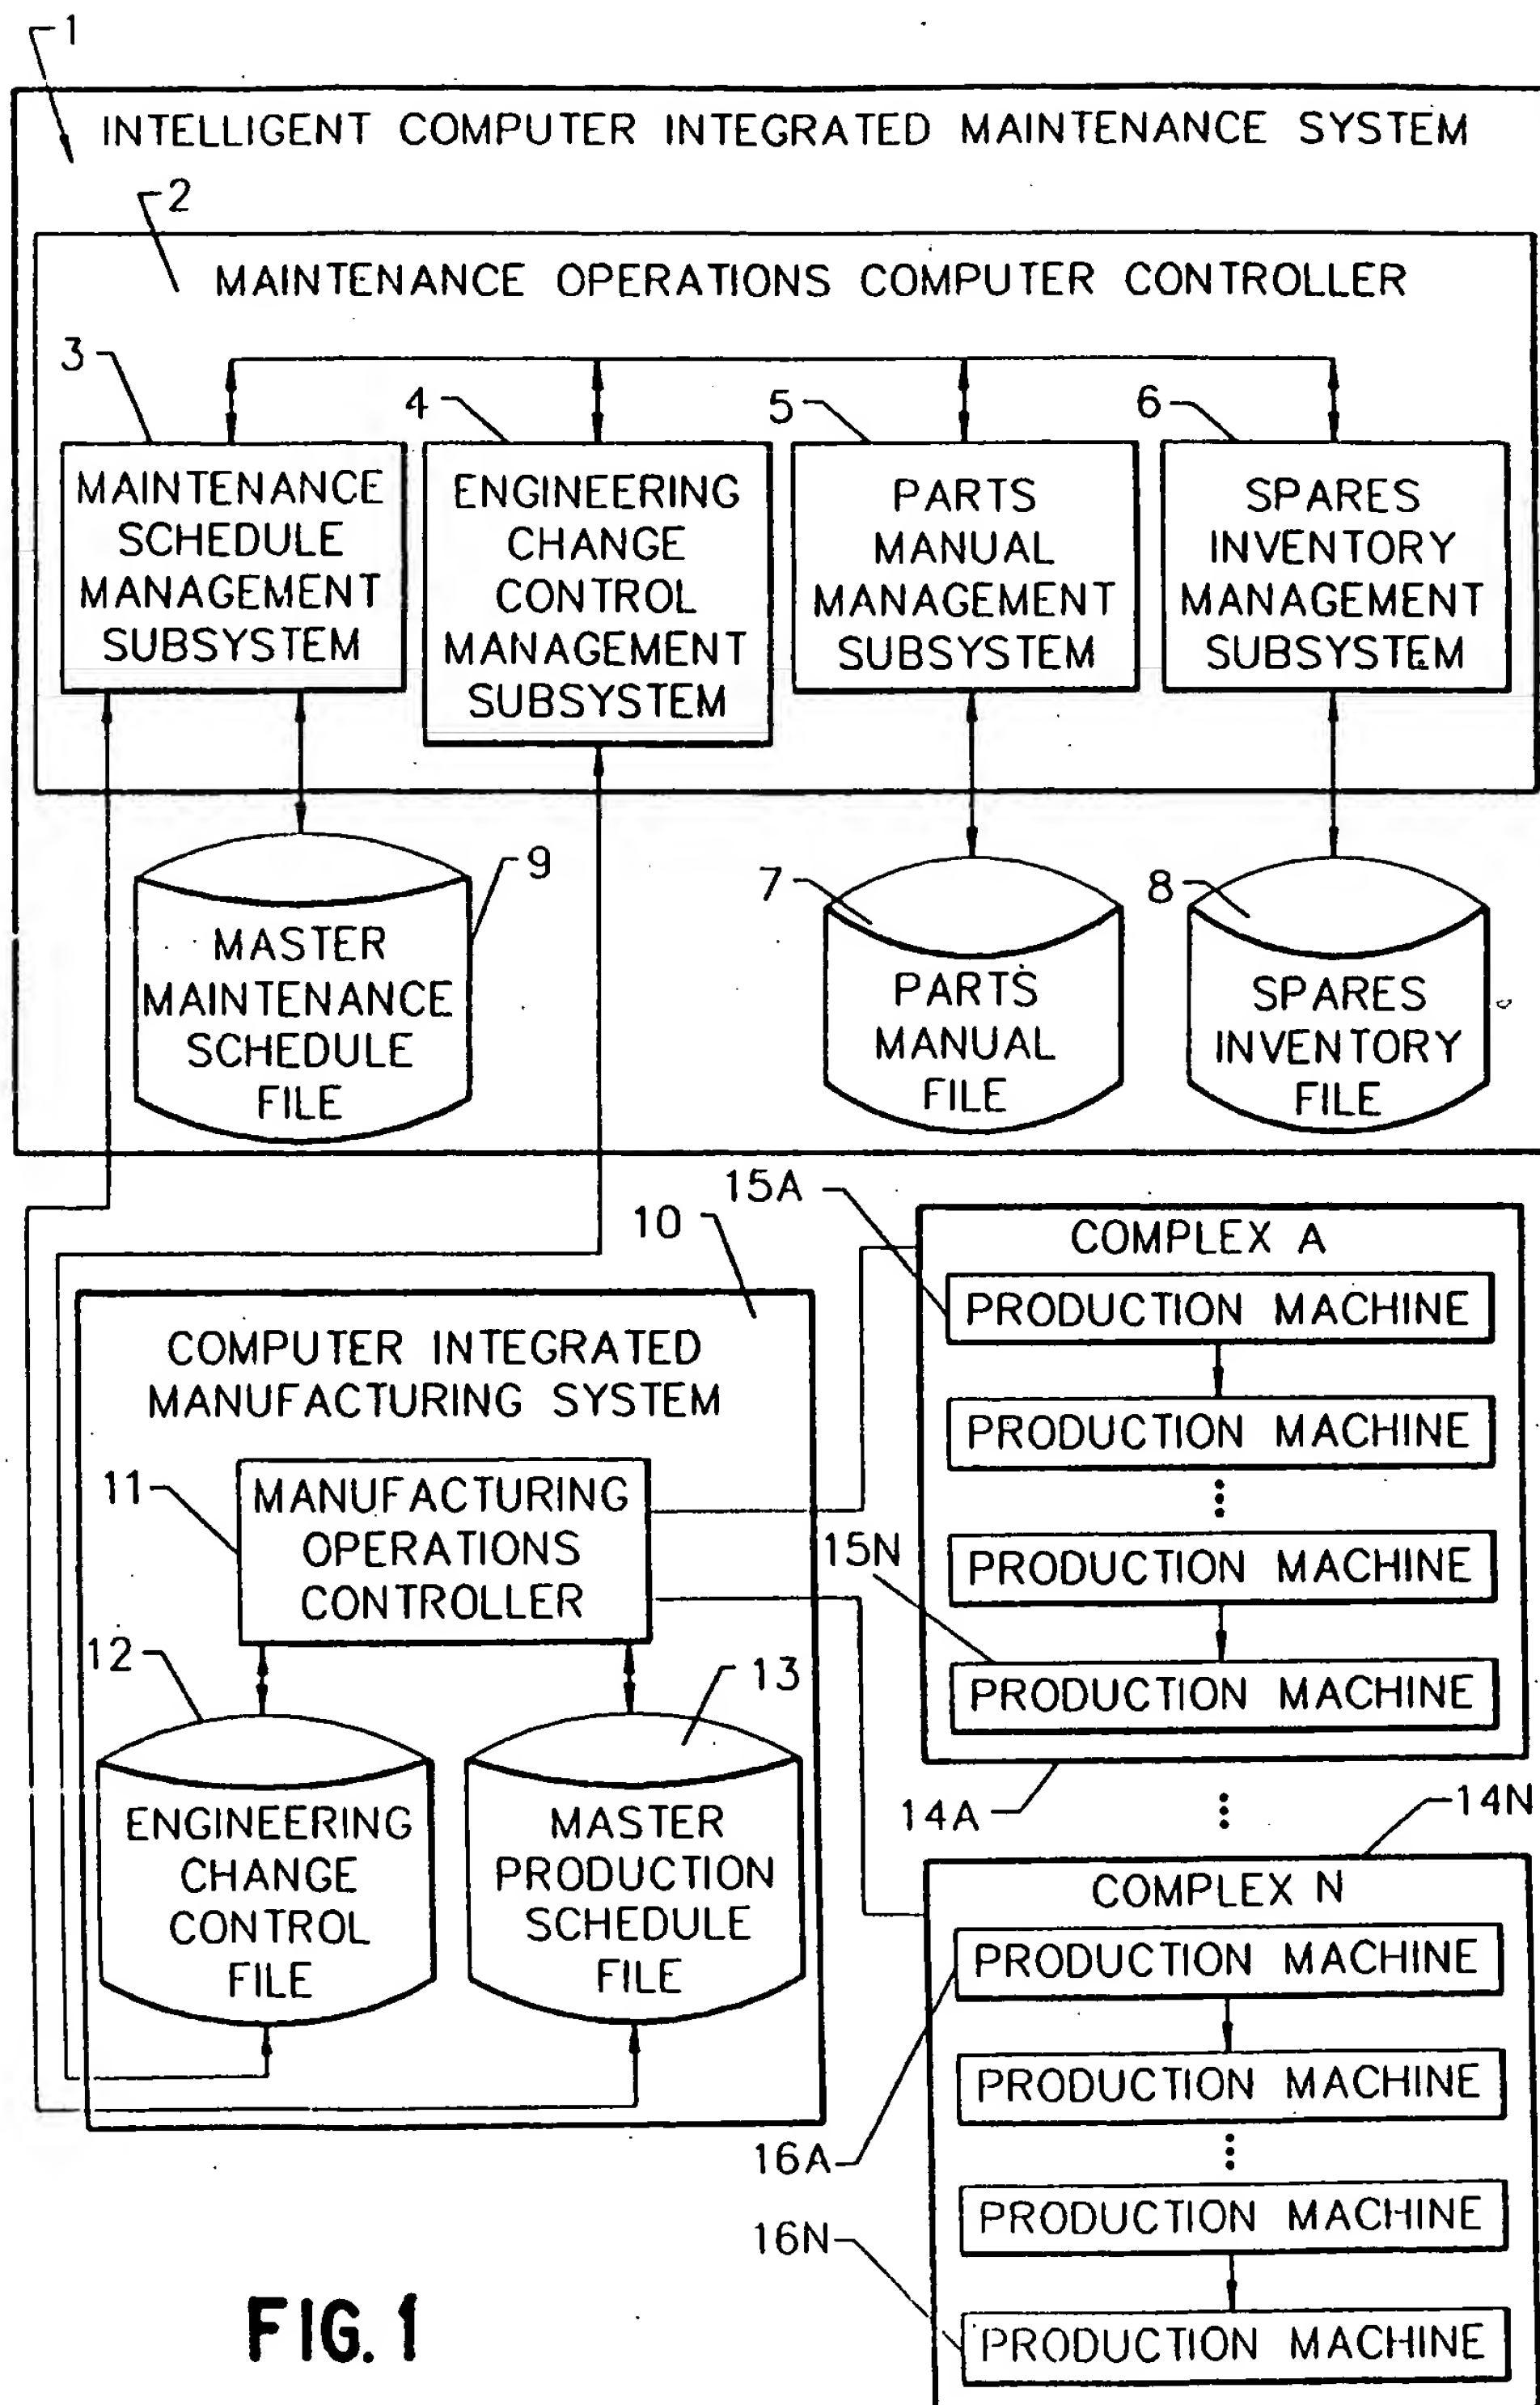 1
INTELLIGENT COMPUTER INTEGRATED MAINTENANCE SYSTEM
2
MAINTENANCE OPERATIONS COMPUTER CONTROLLER
3
MAINTENANCE
SCHEDULE
MANAGEMENT
SUBSYSTEM
4
ENGINEERING
CHANGE
CONTROL
MANAGEMENT
SUBSYSTEM
5
PARTS
MANUAL
MANAGEMENT
SUBSYSTEM
6
SPARES
INVENTORY
MANAGEMENT
SUBSYSTEM
9
MASTER
MAINTENANCE
SCHEDULE
FILE
7
PARTS
MANUAL
FILE
8
SPARES
INVENTORY
FILE
10
COMPUTER INTEGRATED
MANUFACTURING SYSTEM
11
MANUFACTURING
OPERATIONS
CONTROLLER
12
ENGINEERING
CHANGE
CONTROL
FILE
13
MASTER
PRODUCTION
SCHEDULE
FILE
15A
COMPLEX A
PRODUCTION MACHINE
PRODUCTION MACHINE
PRODUCTION MACHINE
15N
PRODUCTION MACHINE
14A
14N
COMPLEX N
PRODUCTION MACHINE
PRODUCTION MACHINE
16A
PRODUCTION MACHINE
16N
PRODUCTION MACHINE
FIG. 1